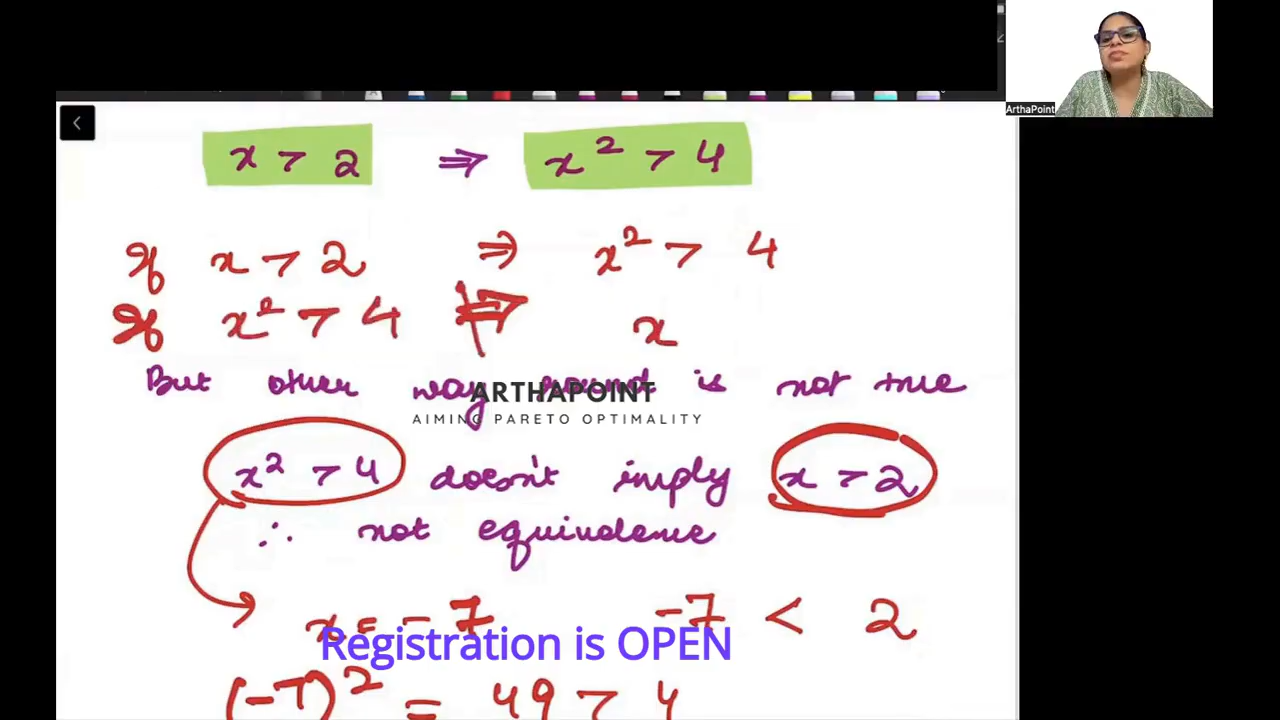 ArthaPoint
x > 2 ⇒ x² > 4
If x > 2 ⇒ x² > 4
If x² > 4 ⇏ x
But other way round is not true
ARTHAPOINT
AIMING PARETO OPTIMALITY
x² > 4 doesn't imply x > 2
∴ not equivalence
x = -7 -7 < 2
Registration is OPEN
(-7)² = 49 > 4